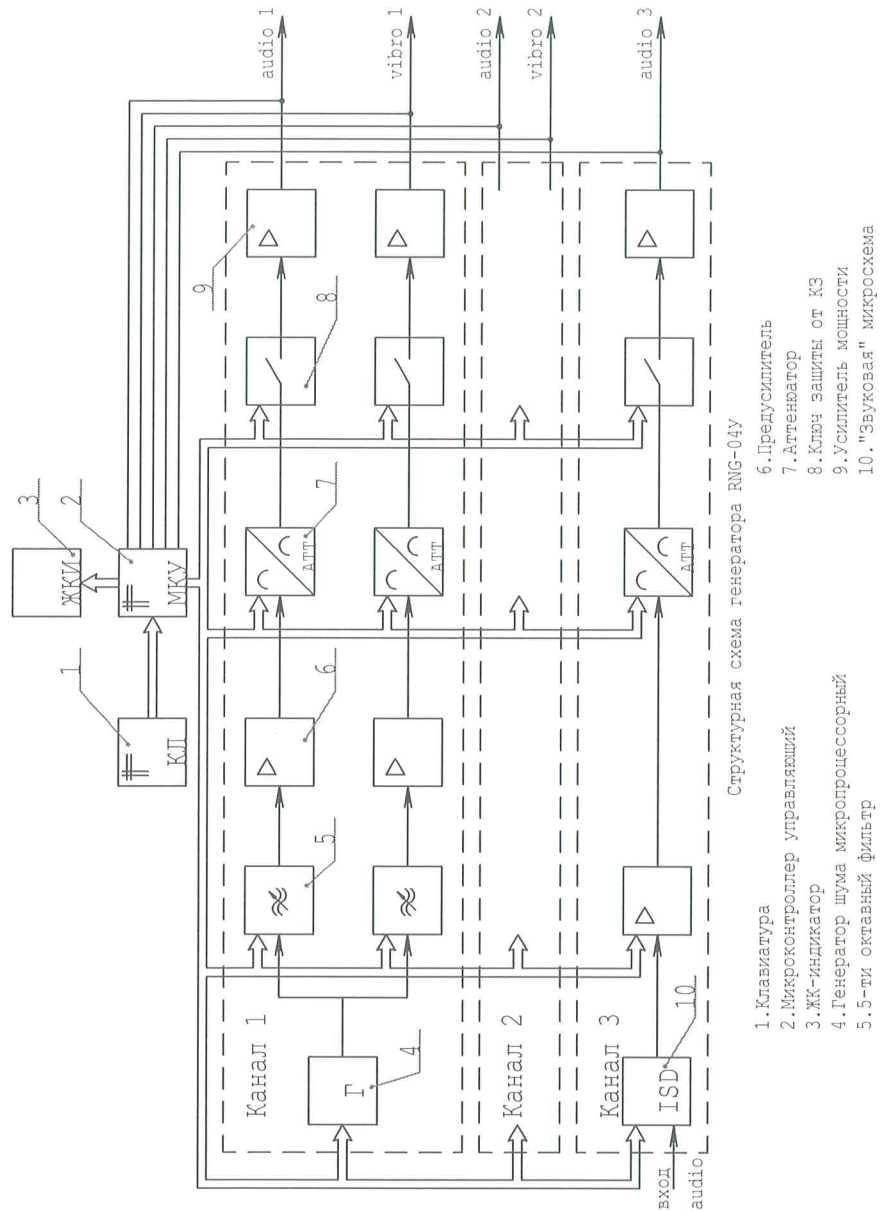 1
2
3
КЛ
МКУ
ЖКИ
Канал 1
Г
4
5
6
7
АТТ
8
9
audio 1
АТТ
vibro 1
Канал 2
audio 2
vibro 2
Канал 3
ISD
10
АТТ
audio 3
вход
audio
Структурная схема генератора RNG-04У
1.Клавиатура
2.Микроконтроллер управляющий
3.ЖК-индикатор
4.Генератор шума микропроцессорный
5.5-ти октавный фильтр
6.Предусилитель
7.Аттенюатор
8.Ключ защиты от КЗ
9.Усилитель мощности
10."Звуковая" микросхема